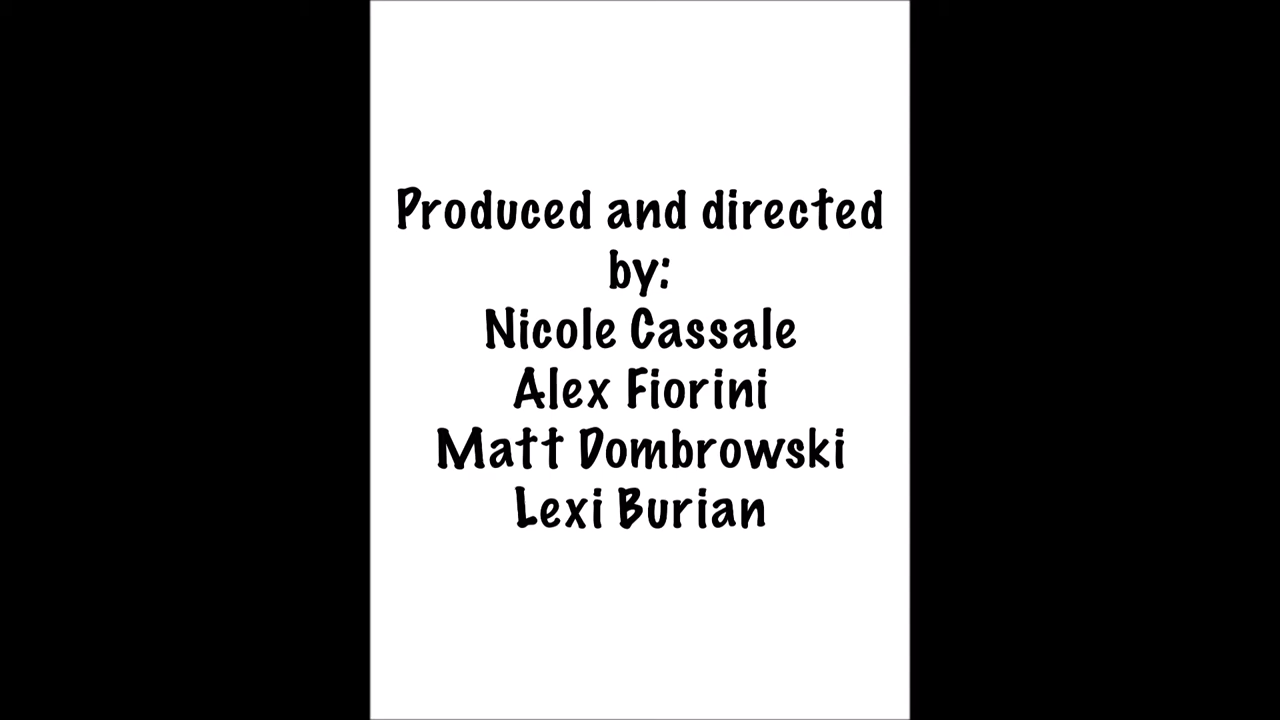 Produced and directed
by:
Nicole Cassale
Alex Fiorini
Matt Dombrowski
Lexi Burian